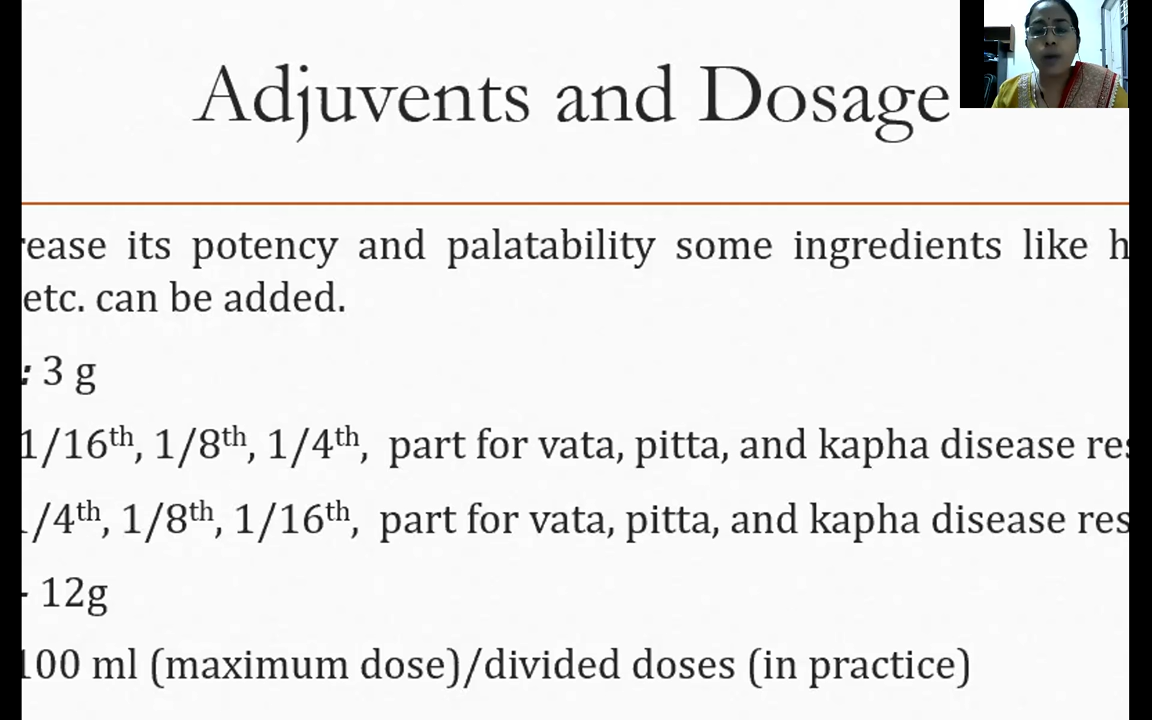 Adjuvents and Dosage
rease its potency and palatability some ingredients like h
etc. can be added.
: 3 g
1/16th, 1/8th, 1/4th, part for vata, pitta, and kapha disease res
/4th, 1/8th, 1/16th, part for vata, pitta, and kapha disease res
- 12g
100 ml (maximum dose)/divided doses (in practice)